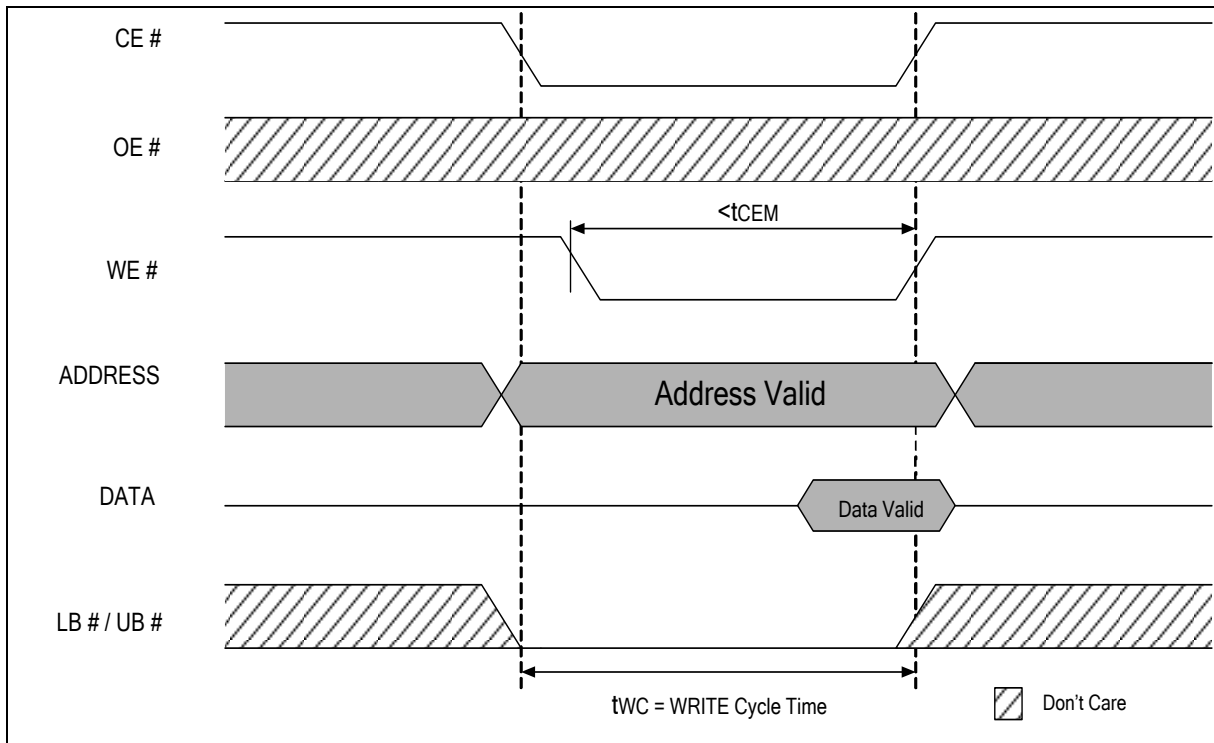 CE #
OE #
<tCEM
WE #
ADDRESS
Address Valid
DATA
Data Valid
LB # / UB #
tWC = WRITE Cycle Time
Don't Care